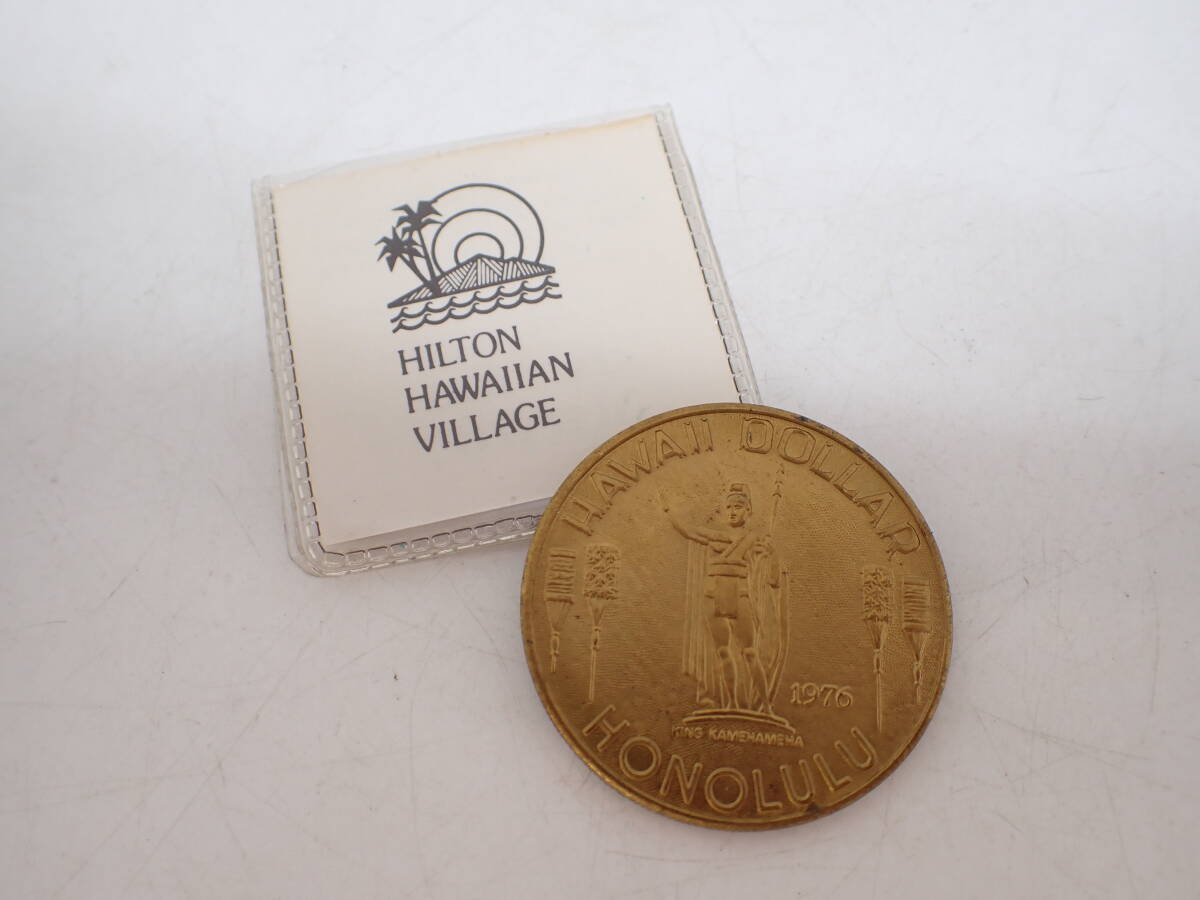 HILTON
HAWAIIAN
VILLAGE
HAWAII DOLLAR
1976
KING KAMEHAMEHA
HONOLULU